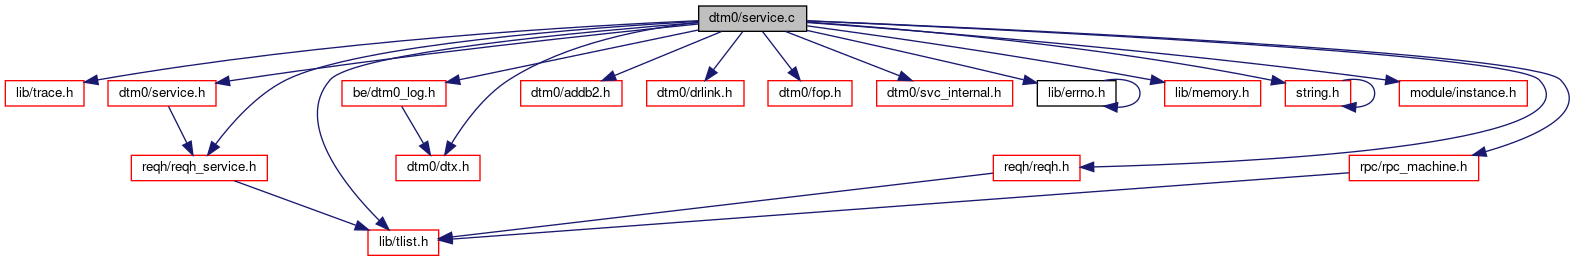 dtm0/service.c
lib/trace.h
dtm0/service.h
be/dtm0_log.h
dtm0/addb2.h
dtm0/drlink.h
dtm0/fop.h
dtm0/svc_internal.h
lib/errno.h
lib/memory.h
string.h
module/instance.h
reqh/reqh_service.h
dtm0/dtx.h
reqh/reqh.h
rpc/rpc_machine.h
lib/tlist.h